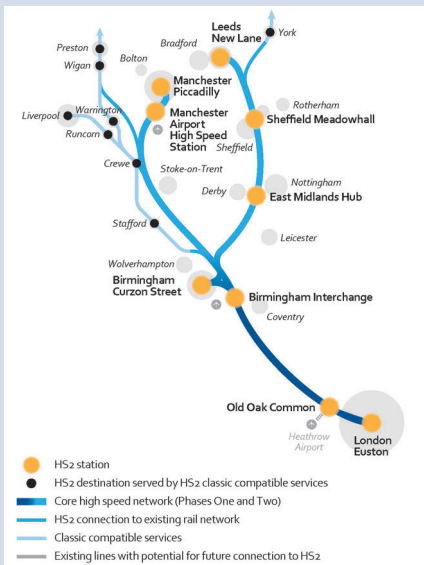 Leeds
New Lane
York
Bradford
Preston
Wigan
Bolton
Manchester
Piccadilly
Rotherham
Liverpool
Warrington
Manchester
Airport
High Speed
Station
Sheffield Meadowhall
Runcorn
Sheffield
Crewe
Stoke-on-Trent
Nottingham
Derby
East Midlands Hub
Stafford
Leicester
Wolverhampton
Birmingham
Curzon Street
Birmingham Interchange
Coventry
Old Oak Common
Heathrow
Airport
London
Euston
HS2 station
HS2 destination served by HS2 classic compatible services
Core high speed network (Phases One and Two)
HS2 connection to existing rail network
Classic compatible services
Existing lines with potential for future connection to HS2